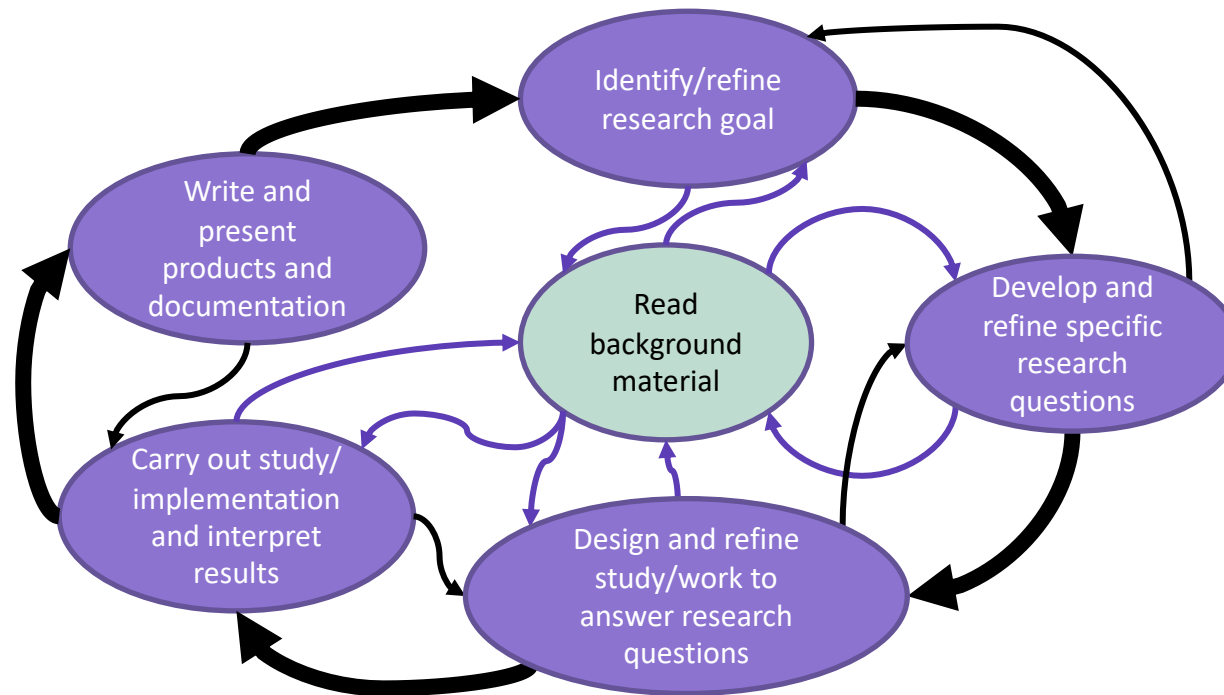 Identify/refine
research goal
Write and
present
products and
documentation
Read
background
material
Develop and
refine specific
research
questions
Carry out study/
implementation
and interpret
results
Design and refine
study/work to
answer research
questions